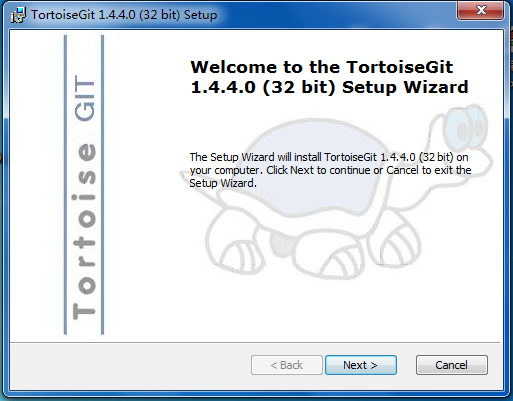 TortoiseGit 1.4.4.0 (32 bit) Setup
Tortoise GIT
Welcome to the TortoiseGit
1.4.4.0 (32 bit) Setup Wizard
The Setup Wizard will install TortoiseGit 1.4.4.0 (32 bit) on
your computer. Click Next to continue or Cancel to exit the
Setup Wizard.
< Back
Next >
Cancel